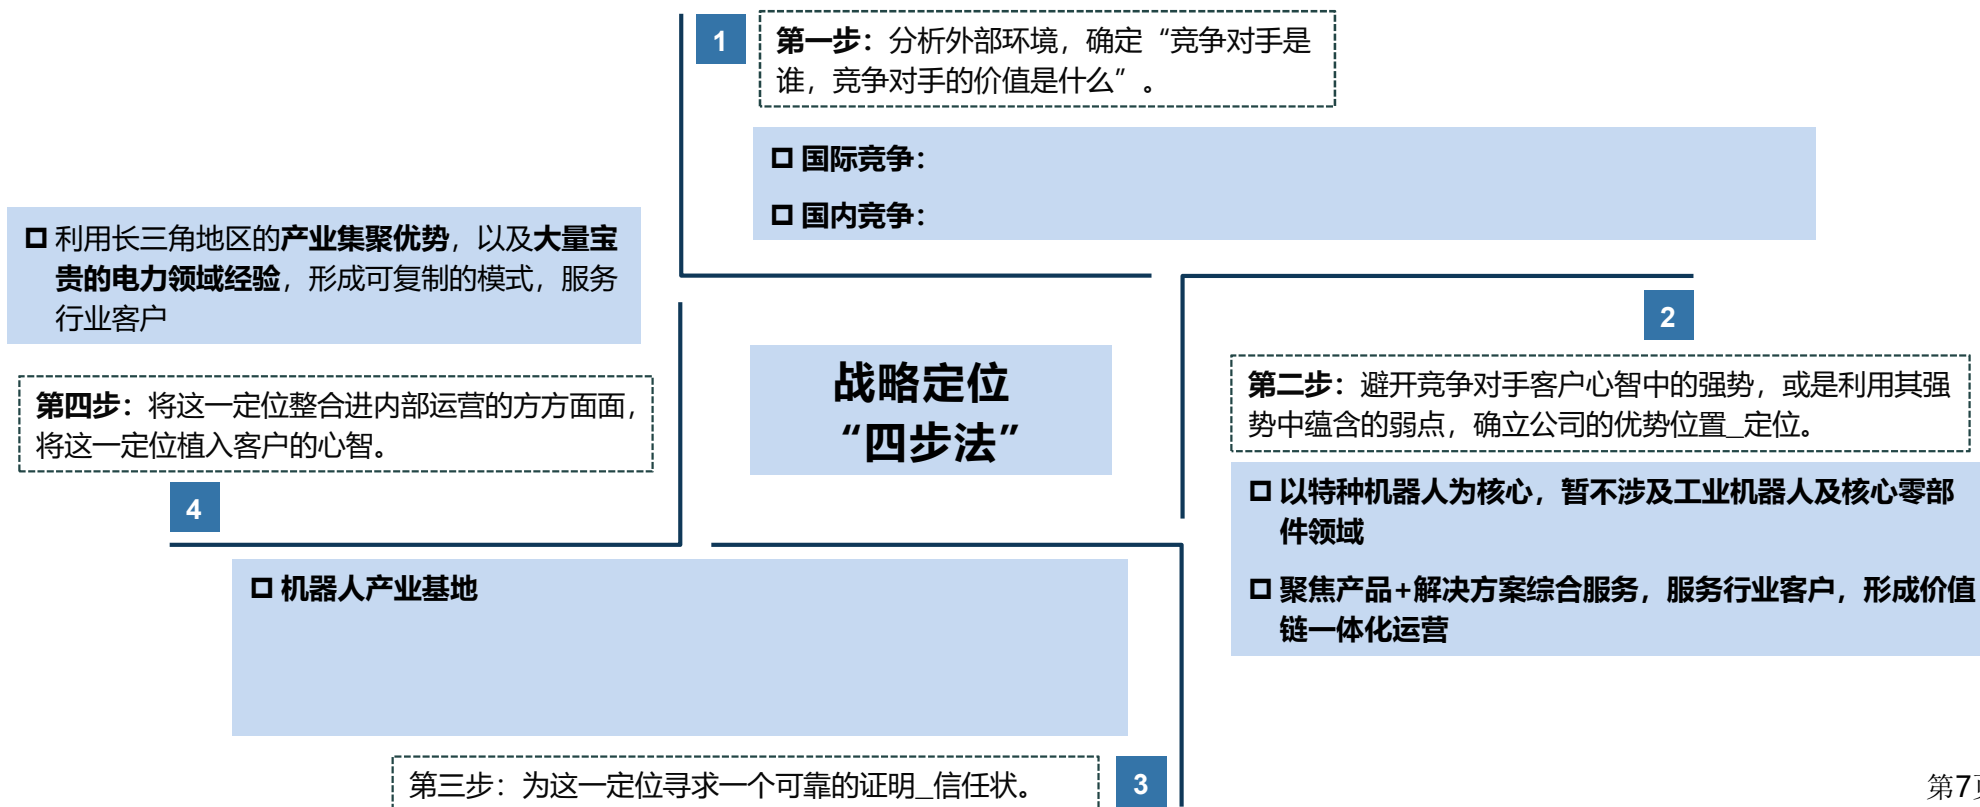 1
第一步：分析外部环境，确定“竞争对手是
谁，竞争对手的价值是什么”。
国际竞争：
国内竞争：
利用长三角地区的产业集聚优势，以及大量宝
贵的电力领域经验，形成可复制的模式，服务
行业客户
第四步：将这一定位整合进内部运营的方方面面，
将这一定位植入客户的心智。
4
战略定位
“四步法”
2
第二步：避开竞争对手客户心智中的强势，或是利用其强
势中蕴含的弱点，确立公司的优势位置_定位。
以特种机器人为核心，暂不涉及工业机器人及核心零部
件领域
聚焦产品+解决方案综合服务，服务行业客户，形成价值
链一体化运营
机器人产业基地
第三步：为这一定位寻求一个可靠的证明_信任状。
3
第7页